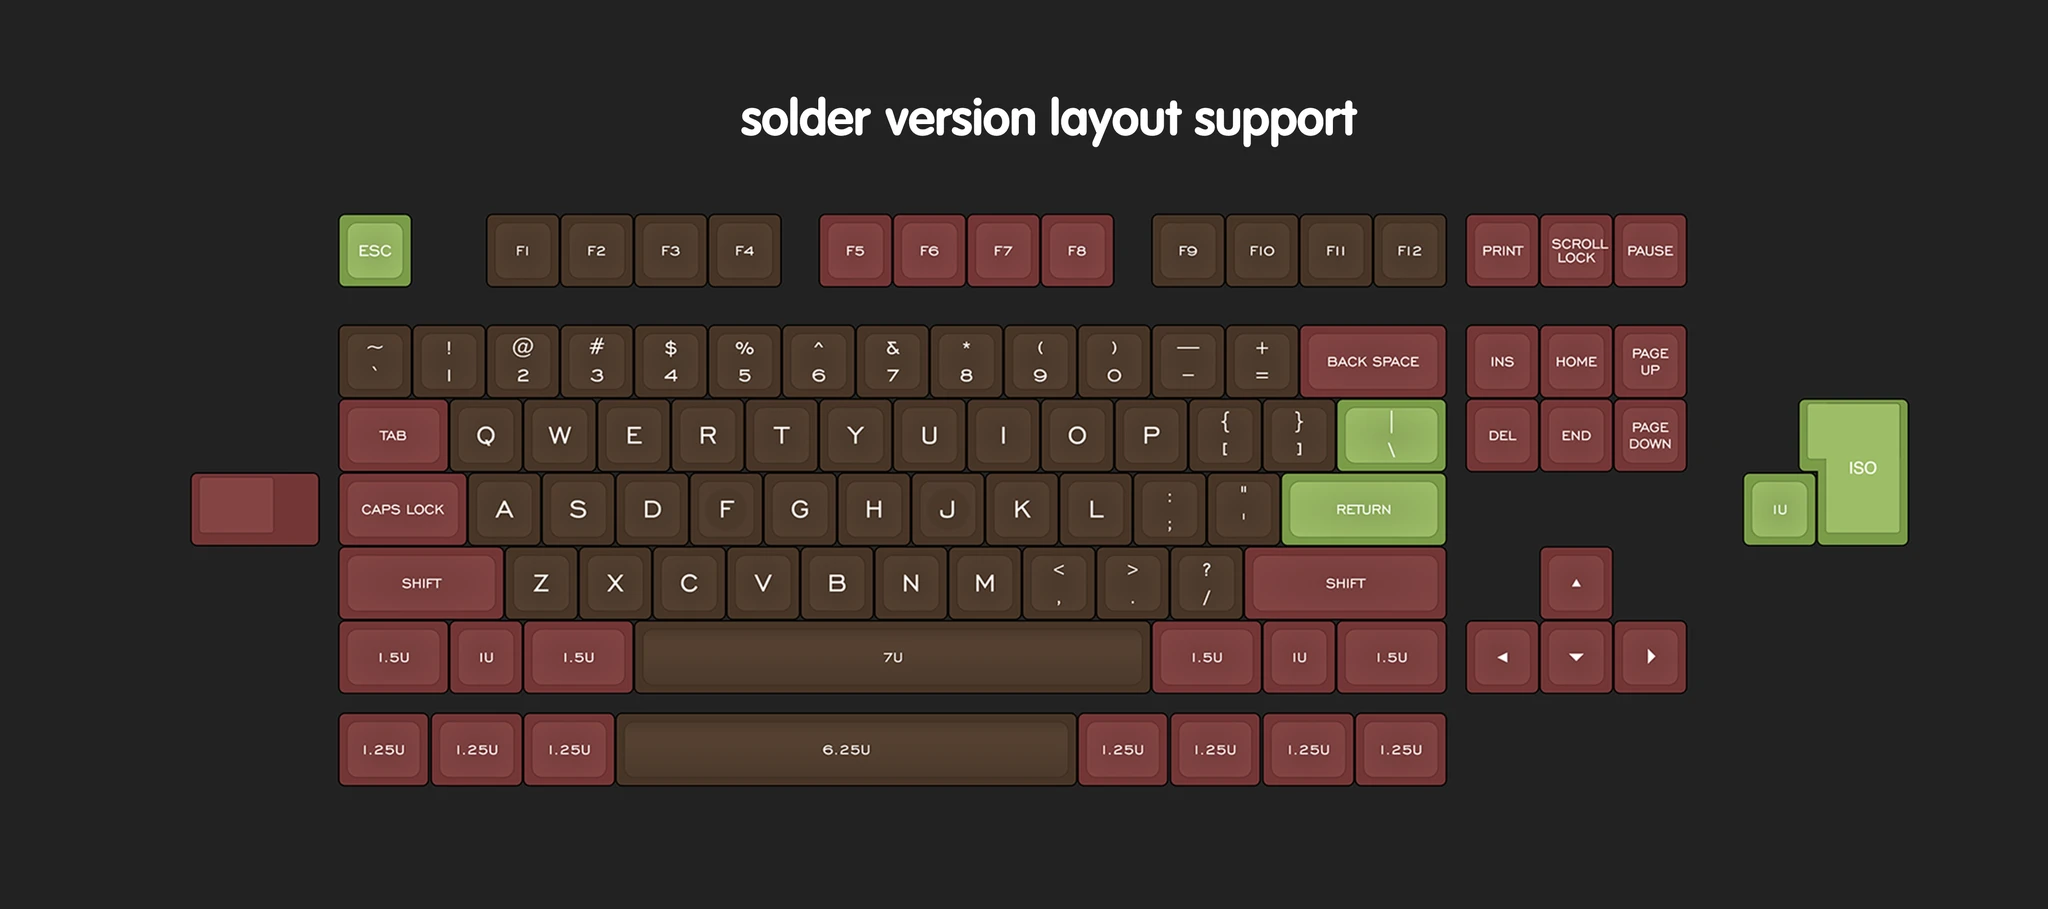 solder version layout support
ESC F1 F2 F3 F4 F5 F6 F7 F8 F9 F10 F11 F12 PRINT SCROLL LOCK PAUSE
~ ! @ # $ % ^ & * ( ) — +
` 1 2 3 4 5 6 7 8 9 0 – = BACK SPACE INS HOME PAGE UP
TAB Q W E R T Y U I O P { [ } ] | \ DEL END PAGE DOWN
ISO
CAPS LOCK A S D F G H J K L : ; " ' RETURN 1U
SHIFT Z X C V B N M < , > . ? / SHIFT ▲
1.5U 1U 1.5U 7U 1.5U 1U 1.5U ◀ ▼ ▶
1.25U 1.25U 1.25U 6.25U 1.25U 1.25U 1.25U 1.25U